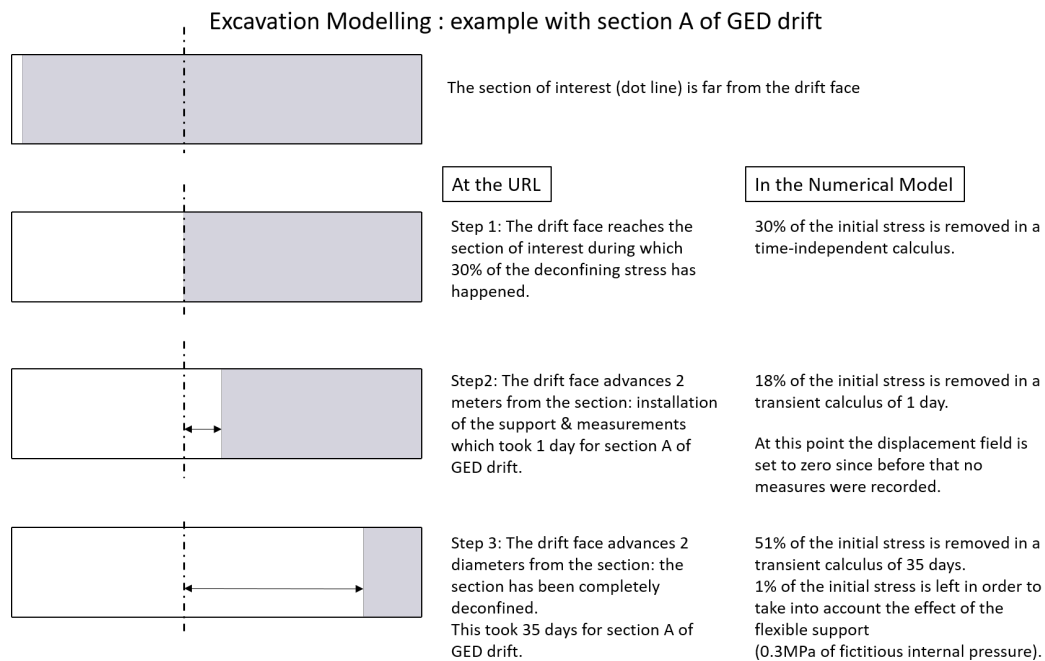 Excavation Modelling : example with section A of GED drift
The section of interest (dot line) is far from the drift face
At the URL
In the Numerical Model
Step 1: The drift face reaches the
section of interest during which
30% of the deconfining stress has
happened.
30% of the initial stress is removed in a
time-independent calculus.
Step2: The drift face advances 2
meters from the section: installation
of the support & measurements
which took 1 day for section A of
GED drift.
18% of the initial stress is removed in a
transient calculus of 1 day.
At this point the displacement field is
set to zero since before that no
measures were recorded.
Step 3: The drift face advances 2
diameters from the section: the
section has been completely
deconfined.
This took 35 days for section A of
GED drift.
51% of the initial stress is removed in a
transient calculus of 35 days.
1% of the initial stress is left in order to
take into account the effect of the
flexible support
(0.3MPa of fictitious internal pressure).